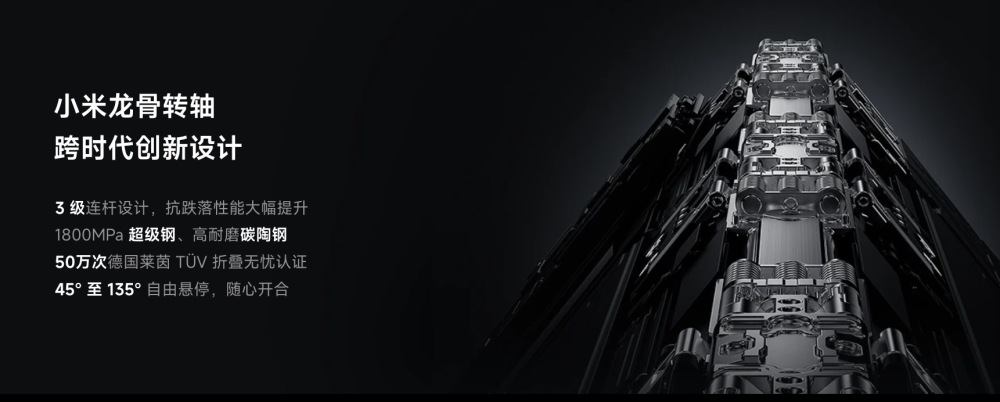 小米龙骨转轴
跨时代创新设计
3 级连杆设计，抗跌落性能大幅提升
1800MPa 超级钢、高耐磨碳陶钢
50万次德国莱茵 TÜV 折叠无忧认证
45° 至 135° 自由悬停，随心开合